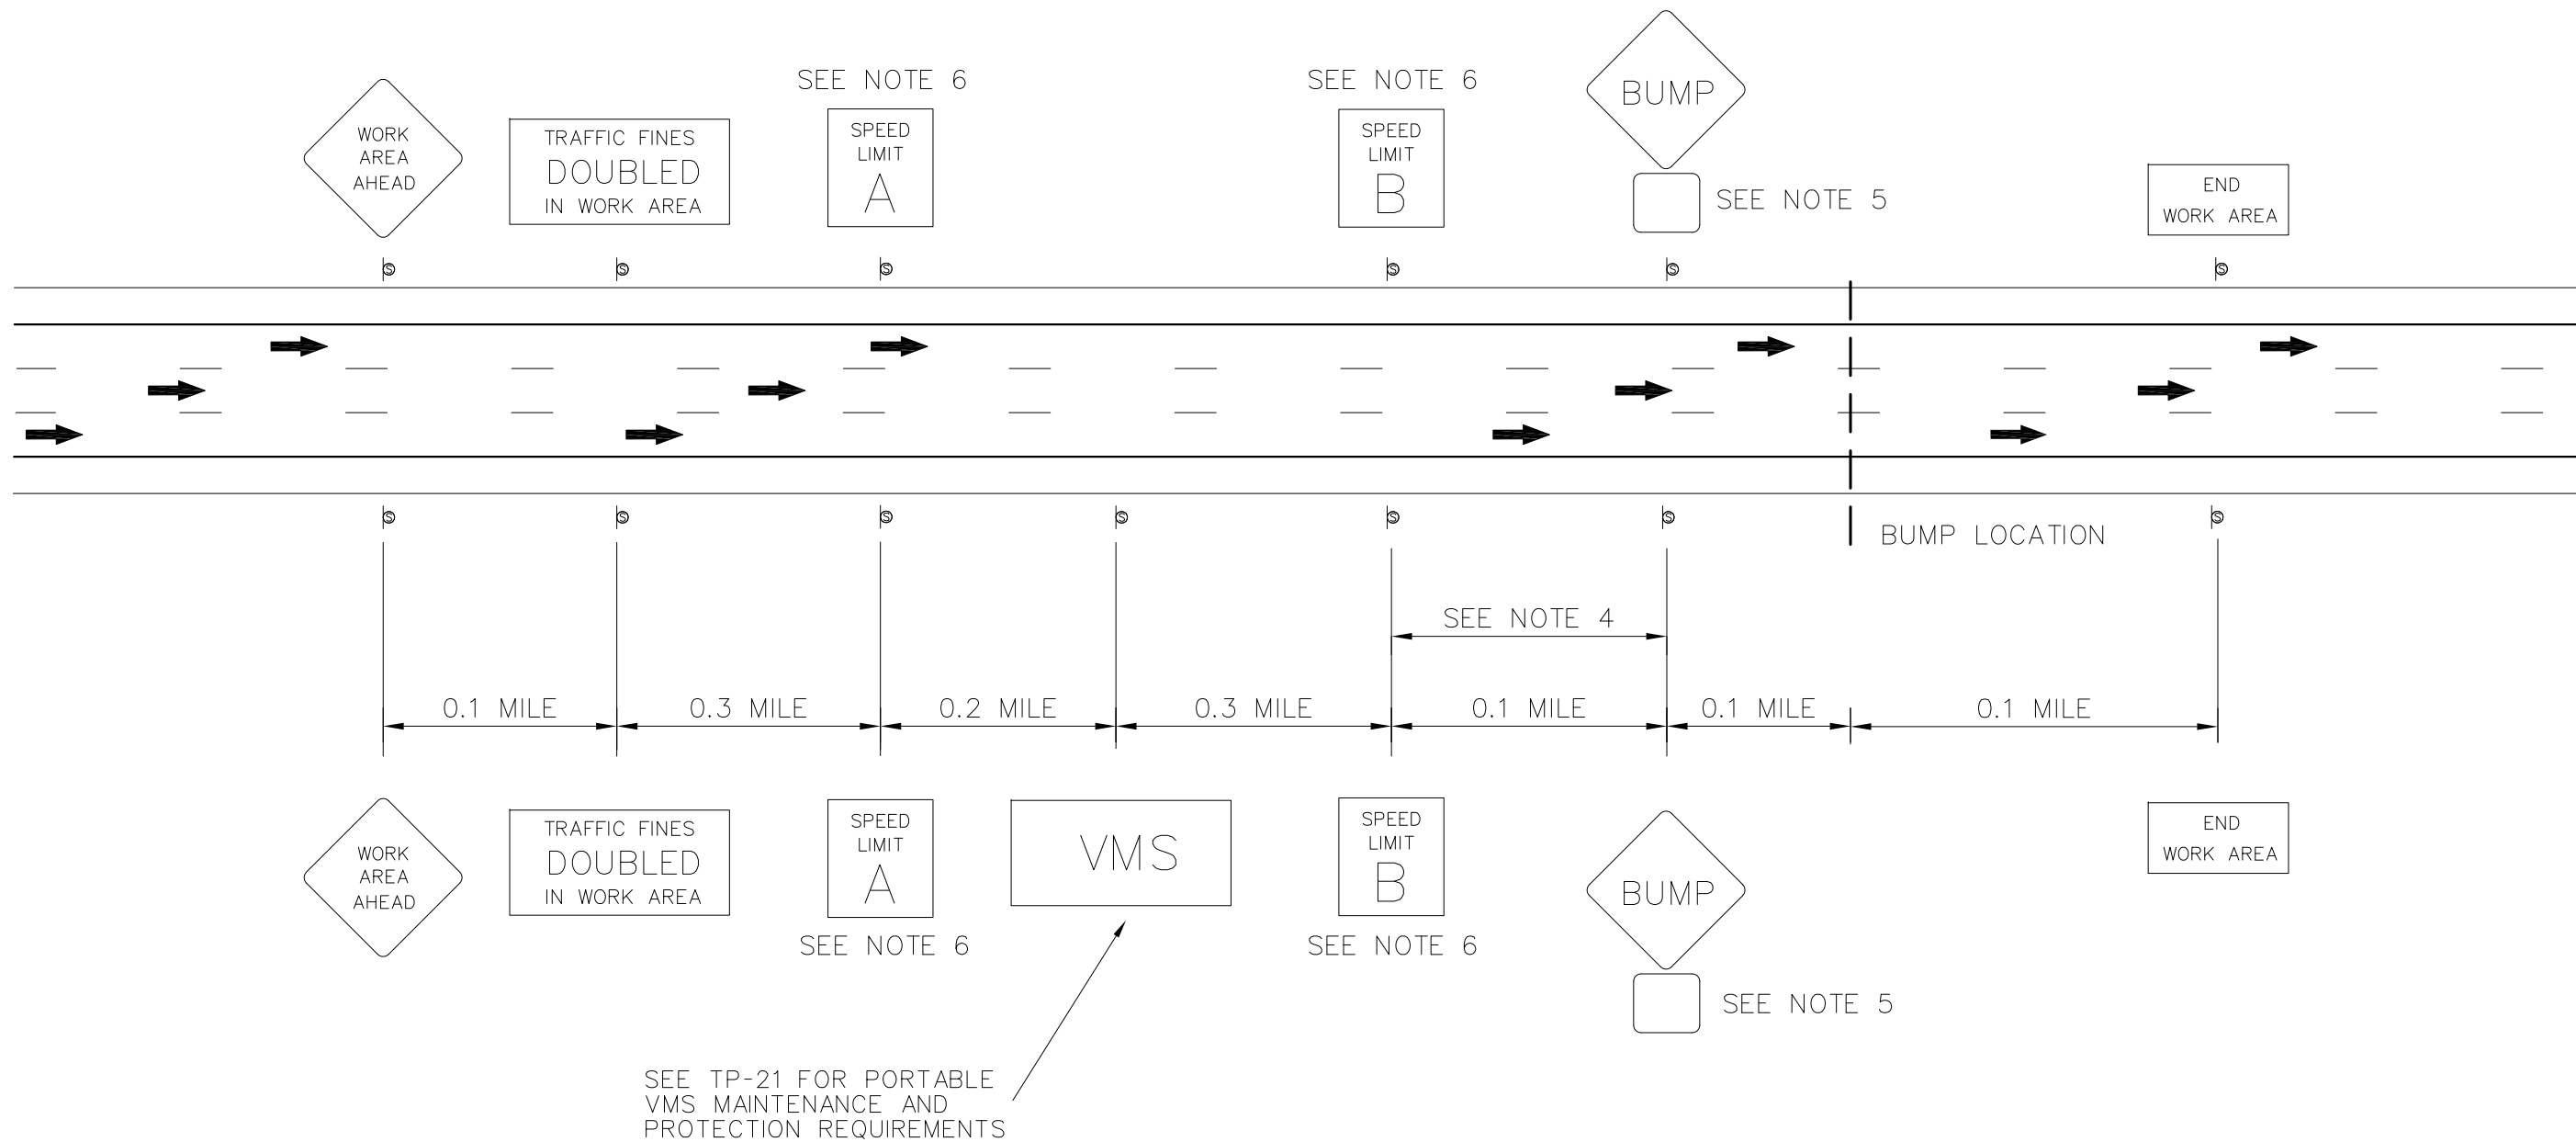 SEE NOTE 6
SEE NOTE 6
BUMP
WORK
AREA
AHEAD
TRAFFIC FINES
DOUBLED
IN WORK AREA
SPEED
LIMIT
A
SPEED
LIMIT
B
SEE NOTE 5
END
WORK AREA
S
S
S
S
S
S
S
S
S
S
S
S
S
BUMP LOCATION
SEE NOTE 4
0.1 MILE
0.3 MILE
0.2 MILE
0.3 MILE
0.1 MILE
0.1 MILE
0.1 MILE
WORK
AREA
AHEAD
TRAFFIC FINES
DOUBLED
IN WORK AREA
SPEED
LIMIT
A
SEE NOTE 6
VMS
SPEED
LIMIT
B
SEE NOTE 6
BUMP
SEE NOTE 5
END
WORK AREA
SEE TP-21 FOR PORTABLE
VMS MAINTENANCE AND
PROTECTION REQUIREMENTS